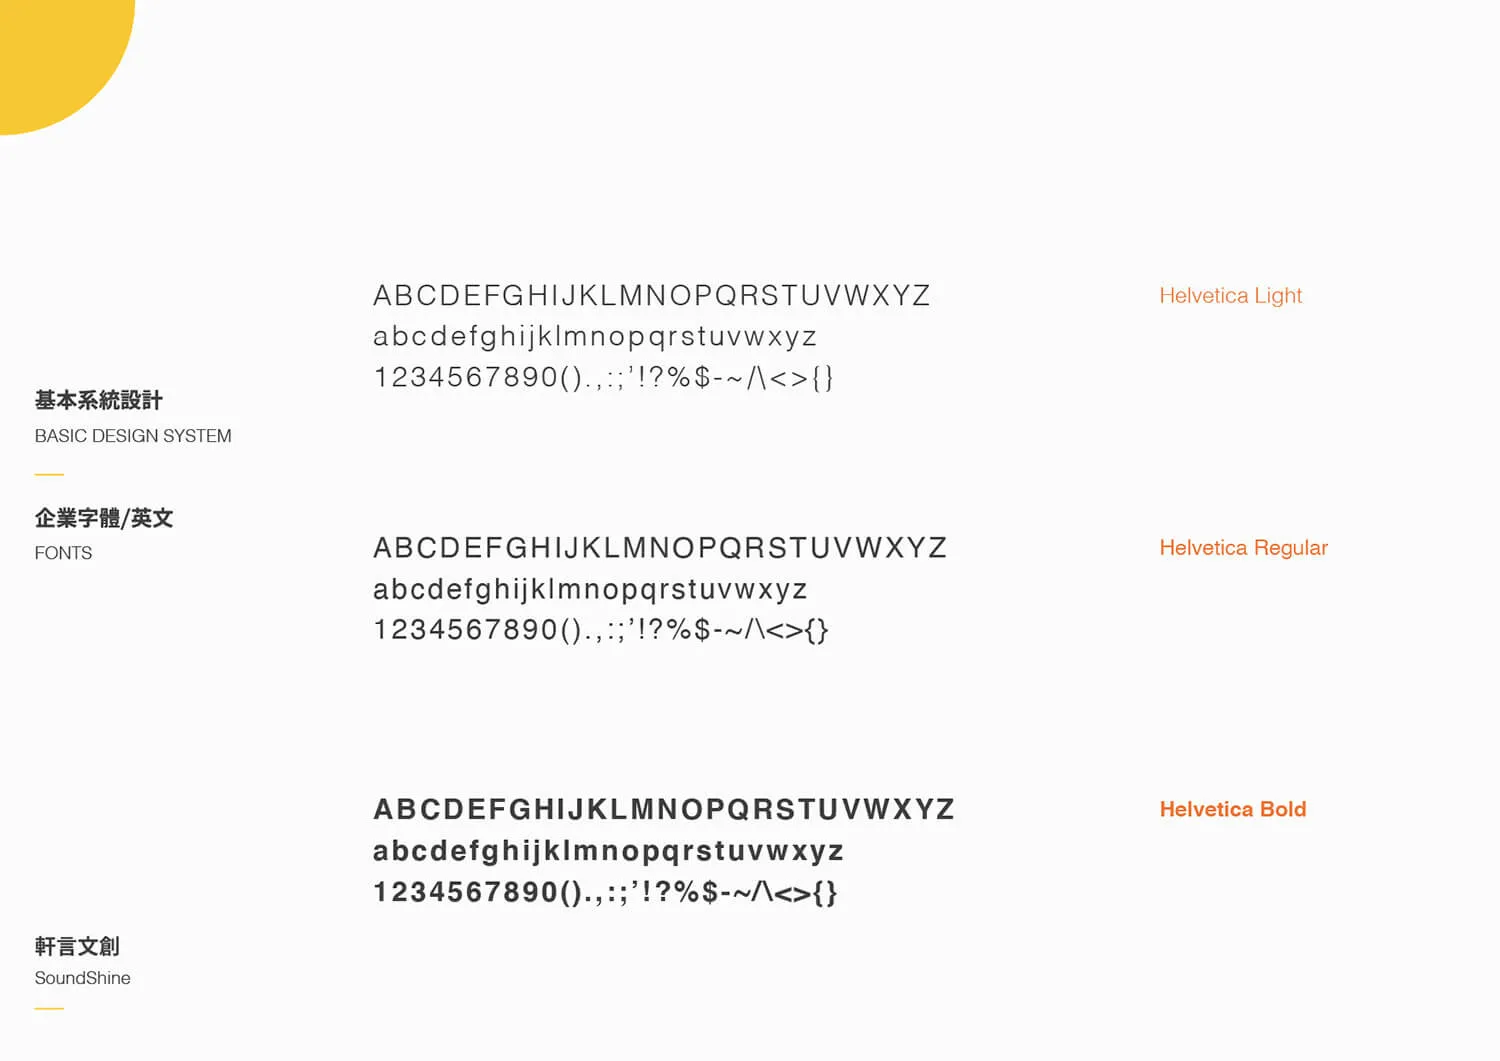 基本系統設計
BASIC DESIGN SYSTEM
企業字體/英文
FONTS
ABCDEFGHIJKLMNOPQRSTUVWXYZ
abcdefghijklmnopqrstuvwxyz
1234567890().,:;’!?%$-~/\<>{}
Helvetica Light
ABCDEFGHIJKLMNOPQRSTUVWXYZ
abcdefghijklmnopqrstuvwxyz
1234567890().,:;’!?%$-~/\<>{}
Helvetica Regular
ABCDEFGHIJKLMNOPQRSTUVWXYZ
abcdefghijklmnopqrstuvwxyz
1234567890().,:;’!?%$-~/\<>{}
Helvetica Bold
軒言文創
SoundShine